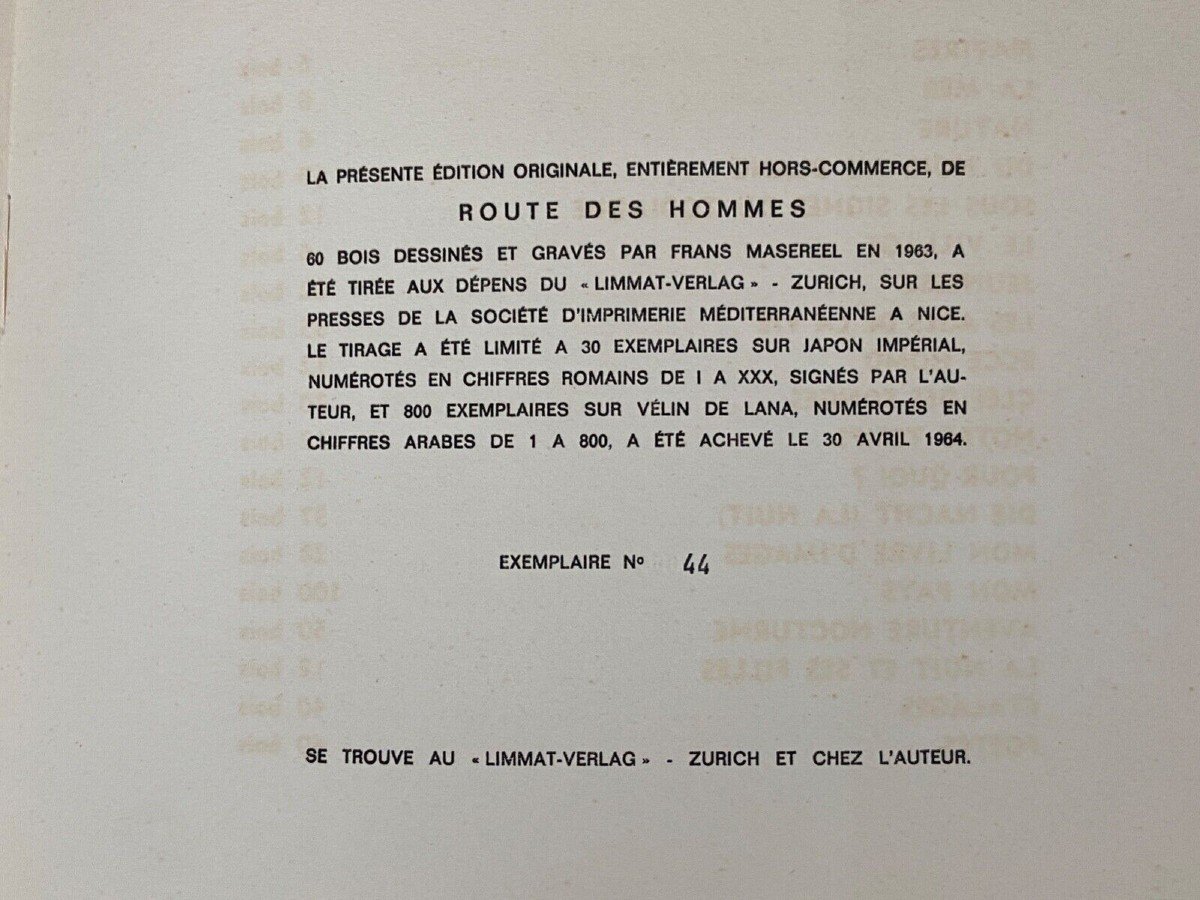 LA PRÉSENTE ÉDITION ORIGINALE, ENTIÈREMENT HORS-COMMERCE, DE
ROUTE DES HOMMES
60 BOIS DESSINÉS ET GRAVÉS PAR FRANS MASEREEL EN 1963, A
ÉTÉ TIRÉE AUX DÉPENS DU « LIMMAT-VERLAG » - ZURICH, SUR LES
PRESSES DE LA SOCIÉTÉ D'IMPRIMERIE MÉDITERRANÉENNE A NICE.
LE TIRAGE A ÉTÉ LIMITÉ A 30 EXEMPLAIRES SUR JAPON IMPÉRIAL,
NUMÉROTÉS EN CHIFFRES ROMAINS DE I A XXX, SIGNÉS PAR L'AU-
TEUR, ET 800 EXEMPLAIRES SUR VÉLIN DE LANA, NUMÉROTÉS EN
CHIFFRES ARABES DE 1 A 800, A ÉTÉ ACHEVÉ LE 30 AVRIL 1964.
EXEMPLAIRE Nº 44
SE TROUVE AU « LIMMAT-VERLAG » - ZURICH ET CHEZ L'AUTEUR.